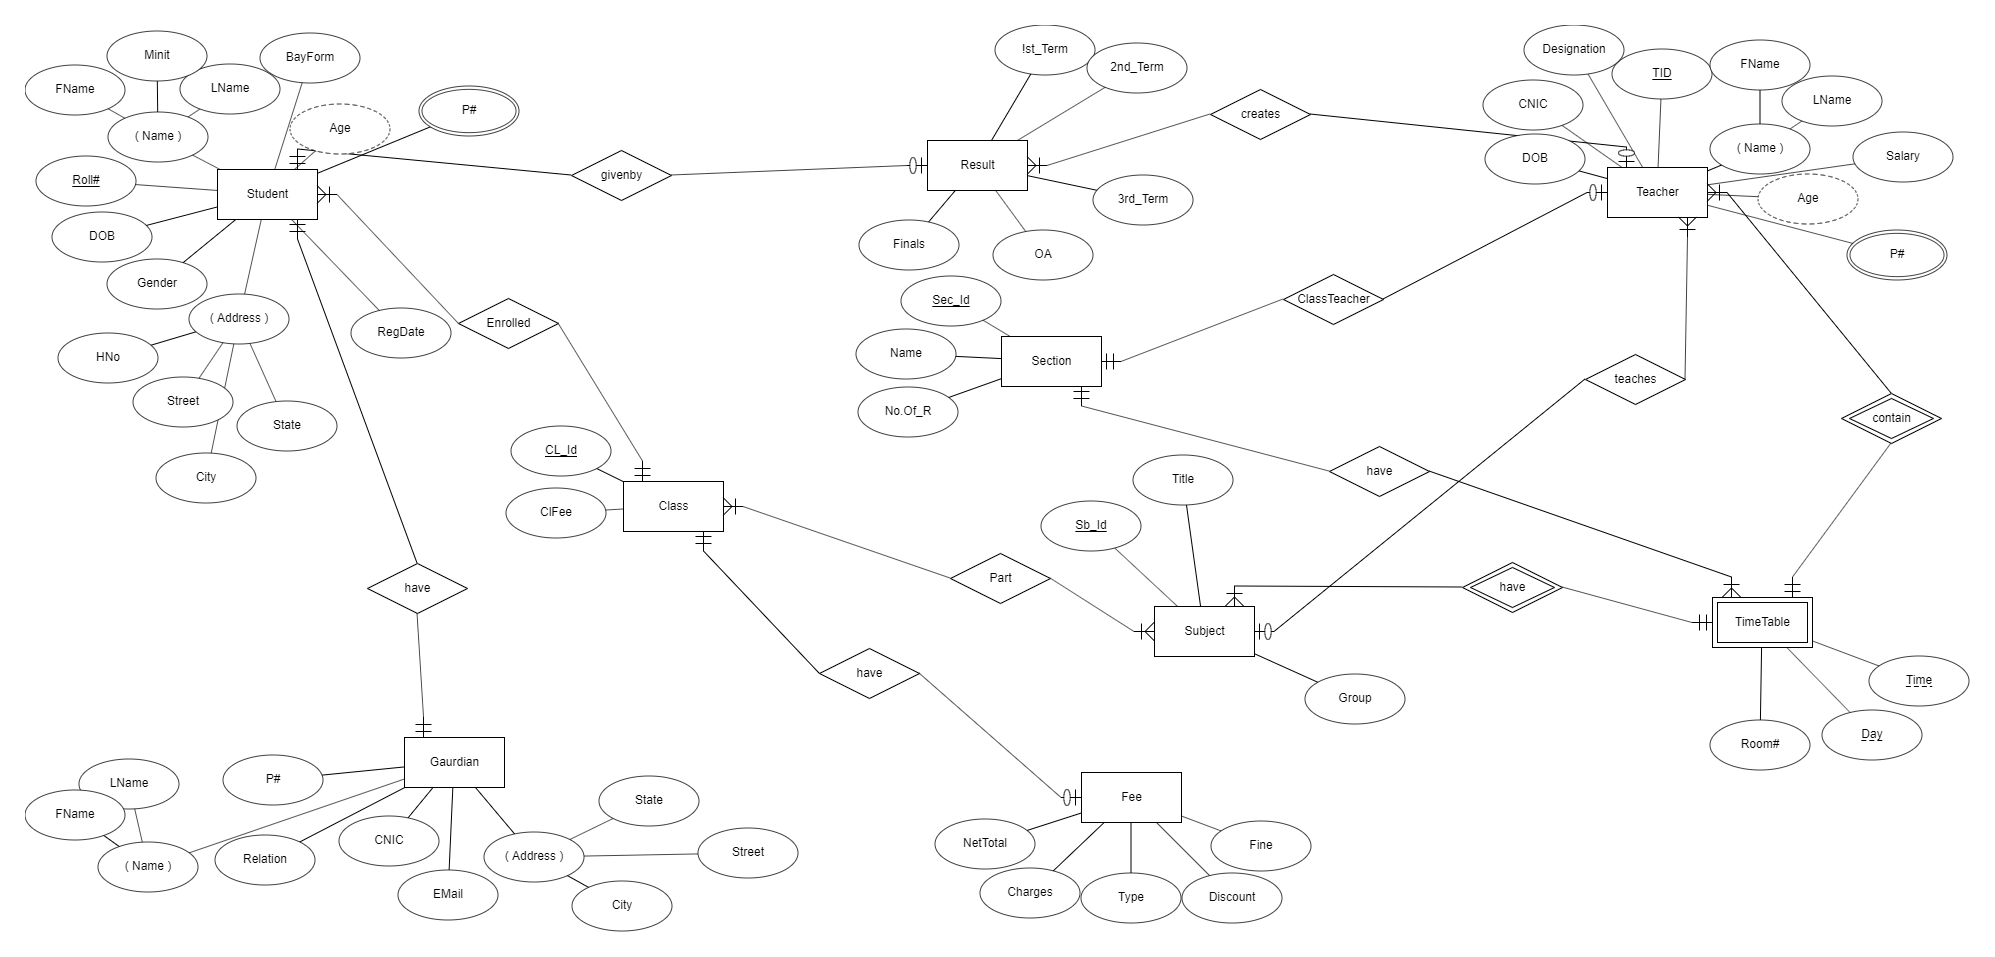 Minit
BayForm
FName
LName
P#
( Name )
Age
Roll#
Student
DOB
Gender
( Address )
RegDate
HNo
Street
State
City
givenby
Enrolled
!st_Term
2nd_Term
Result
3rd_Term
Finals
OA
creates
Designation
TID
FName
CNIC
LName
DOB
( Name )
Salary
Teacher
Age
P#
ClassTeacher
Sec_Id
Name
Section
No.Of_R
teaches
contain
have
CL_Id
ClFee
Class
Title
Sb_Id
Part
have
have
Subject
TimeTable
Group
Time
Day
Room#
have
Gaurdian
P#
LName
FName
( Name )
Relation
CNIC
EMail
( Address )
State
Street
City
Fee
NetTotal
Charges
Type
Discount
Fine